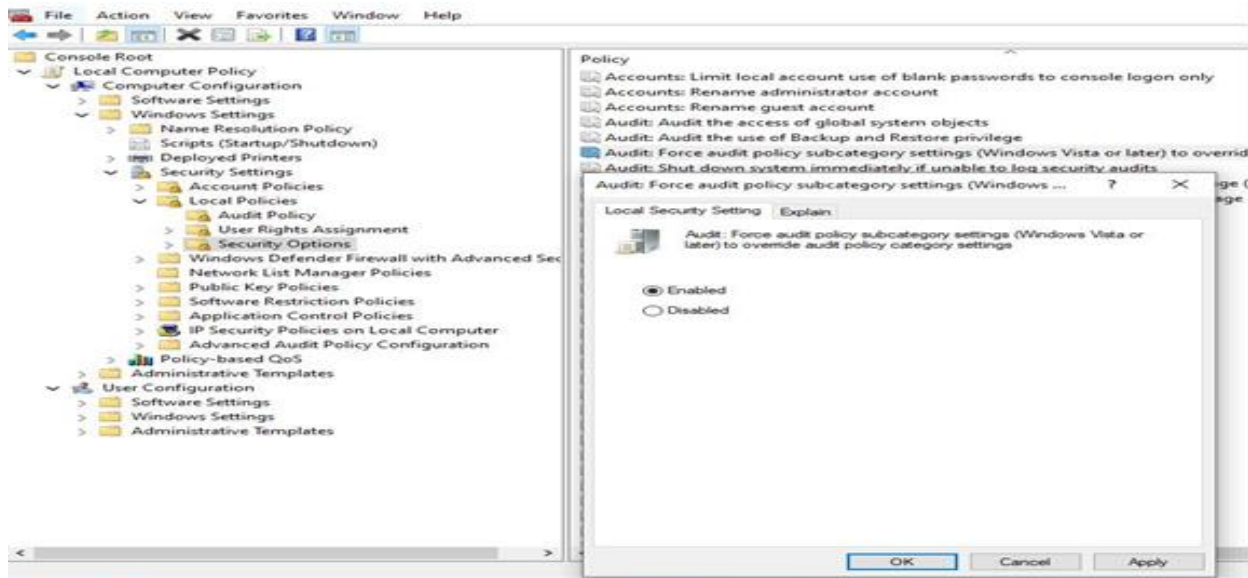 File Action View Favorites Window Help
Console Root
Local Computer Policy
Computer Configuration
Software Settings
Windows Settings
Name Resolution Policy
Scripts (Startup/Shutdown)
Deployed Printers
Security Settings
Account Policies
Local Policies
Audit Policy
User Rights Assignment
Security Options
Windows Defender Firewall with Advanced Sec
Network List Manager Policies
Public Key Policies
Software Restriction Policies
Application Control Policies
IP Security Policies on Local Computer
Advanced Audit Policy Configuration
Policy-based QoS
Administrative Templates
User Configuration
Software Settings
Windows Settings
Administrative Templates
Policy
Accounts: Limit local account use of blank passwords to console logon only
Accounts: Rename administrator account
Accounts: Rename guest account
Audit: Audit the access of global system objects
Audit: Audit the use of Backup and Restore privilege
Audit: Force audit policy subcategory settings (Windows Vista or later) to overrid
Audit: Shut down system immediately if unable to log security audits
Audit: Force audit policy subcategory settings (Windows ... ?
Local Security Setting Explain
Audit: Force audit policy subcategory settings (Windows Vista or
later) to override audit policy category settings
Enabled
Disabled
OK Cancel Apply